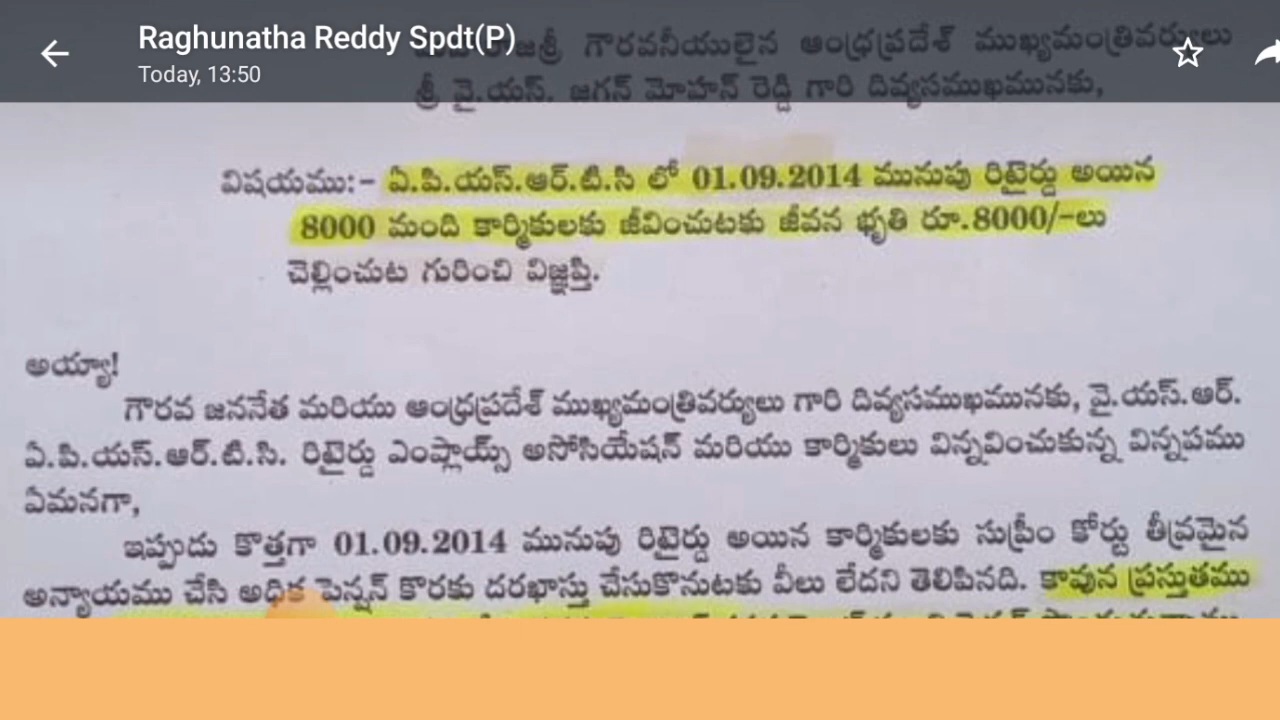 Raghunatha Reddy Spdt(P)
Today, 13:50
గౌరవనీయులైన ఆంధ్రప్రదేశ్ ముఖ్యమంత్రివర్యులు
శ్రీ వై.యస్. జగన్ మోహన్ రెడ్డి గారి దివ్యసముఖమునకు,
విషయము:- ఏ.పి.యస్.ఆర్.టి.సి లో 01.09.2014 మునుపు రిటైర్డు అయిన
8000 మంది కార్మికులకు జీవించుటకు జీవన భృతి రూ.8000/-లు
చెల్లించుట గురించి విజ్ఞప్తి.
అయ్యా!
గౌరవ జననేత మరియు ఆంధ్రప్రదేశ్ ముఖ్యమంత్రివర్యులు గారి దివ్యసముఖమునకు, వై.యస్.ఆర్.
ఏ.పి.యస్.ఆర్.టి.సి. రిటైర్డు ఎంప్లాయ్స్ అసోసియేషన్ మరియు కార్మికులు విన్నవించుకున్న విన్నపము
ఏమనగా,
ఇప్పుడు కొత్తగా 01.09.2014 మునుపు రిటైర్డు అయిన కార్మికులకు సుప్రీం కోర్టు తీవ్రమైన
అన్యాయము చేసి అధిక పెన్షన్ కొరకు దరఖాస్తు చేసుకొనుటకు వీలు లేదని తెలిపినది. కావున ప్రస్తుతము